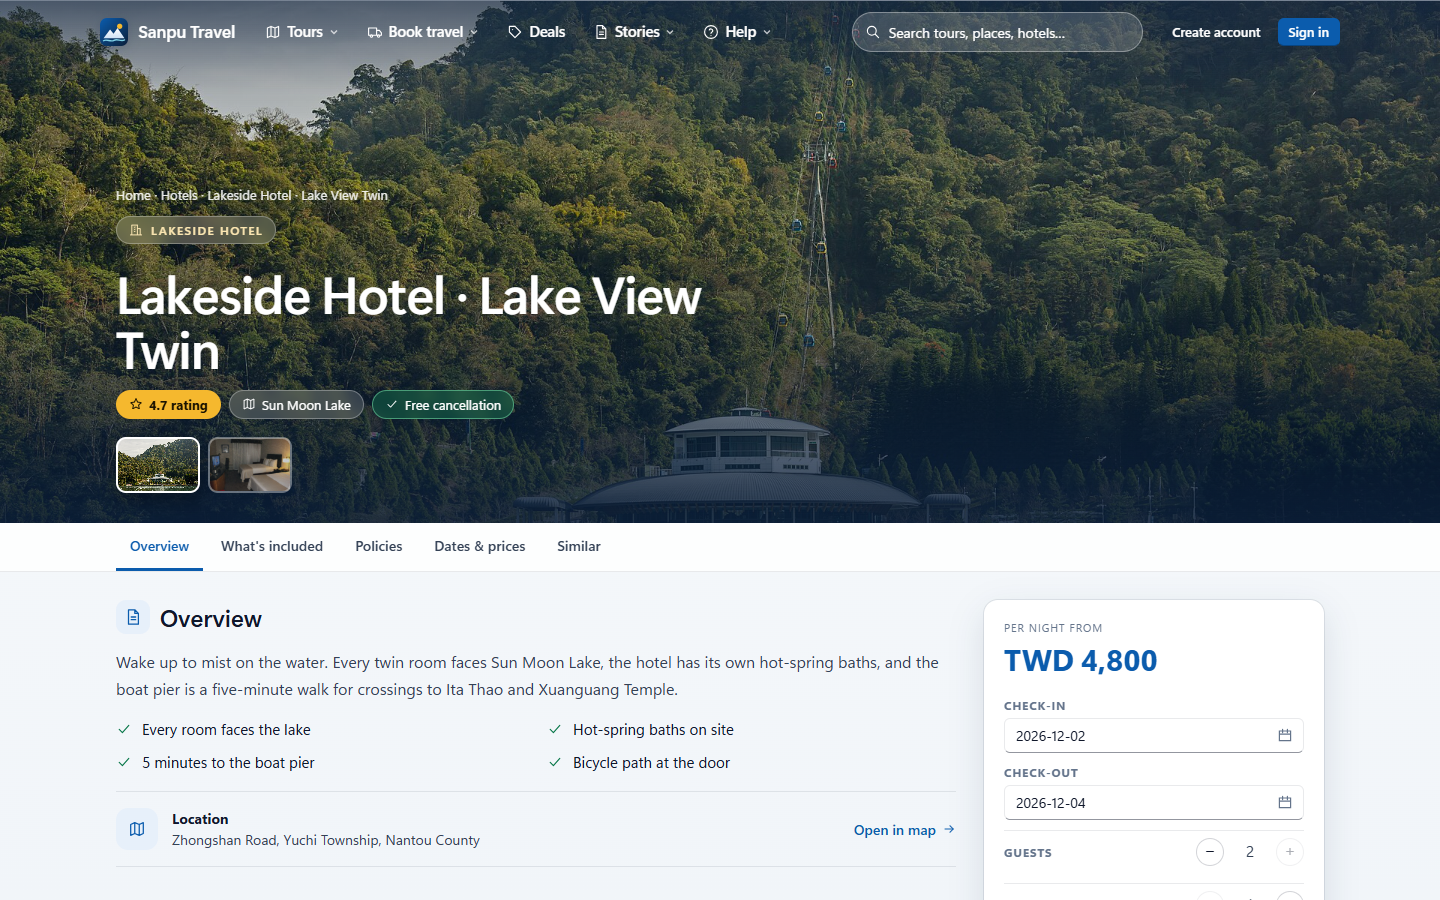 Sanpu Travel
Tours
Book travel
Deals
Stories
Help
Search tours, places, hotels...
Create account
Sign in
Home · Hotels · Lakeside Hotel · Lake View Twin
LAKESIDE HOTEL
Lakeside Hotel · Lake View
Twin
4.7 rating
Sun Moon Lake
Free cancellation
Overview
What's included
Policies
Dates & prices
Similar
Overview
Wake up to mist on the water. Every twin room faces Sun Moon Lake, the hotel has its own hot-spring baths, and the
boat pier is a five-minute walk for crossings to Ita Thao and Xuanguang Temple.
Every room faces the lake
Hot-spring baths on site
5 minutes to the boat pier
Bicycle path at the door
Location
Zhongshan Road, Yuchi Township, Nantou County
Open in map
PER NIGHT FROM
TWD 4,800
CHECK-IN
2026-12-02
CHECK-OUT
2026-12-04
GUESTS
− 2 +